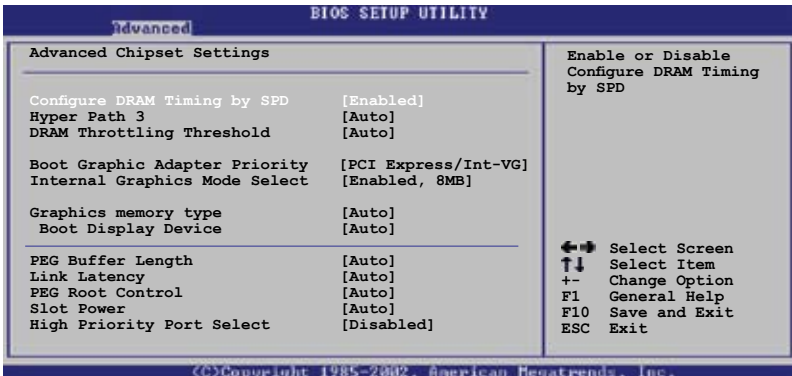 BIOS SETUP UTILITY
Advanced
Advanced Chipset Settings
Configure DRAM Timing by SPD [Enabled]
Hyper Path 3 [Auto]
DRAM Throttling Threshold [Auto]
Boot Graphic Adapter Priority [PCI Express/Int-VG]
Internal Graphics Mode Select [Enabled, 8MB]
Graphics memory type [Auto]
Boot Display Device [Auto]
PEG Buffer Length [Auto]
Link Latency [Auto]
PEG Root Control [Auto]
Slot Power [Auto]
High Priority Port Select [Disabled]
Enable or Disable
Configure DRAM Timing
by SPD
←→ Select Screen
↑↓ Select Item
+- Change Option
F1 General Help
F10 Save and Exit
ESC Exit
(C)Copyright 1985-2002, American Megatrends, Inc.